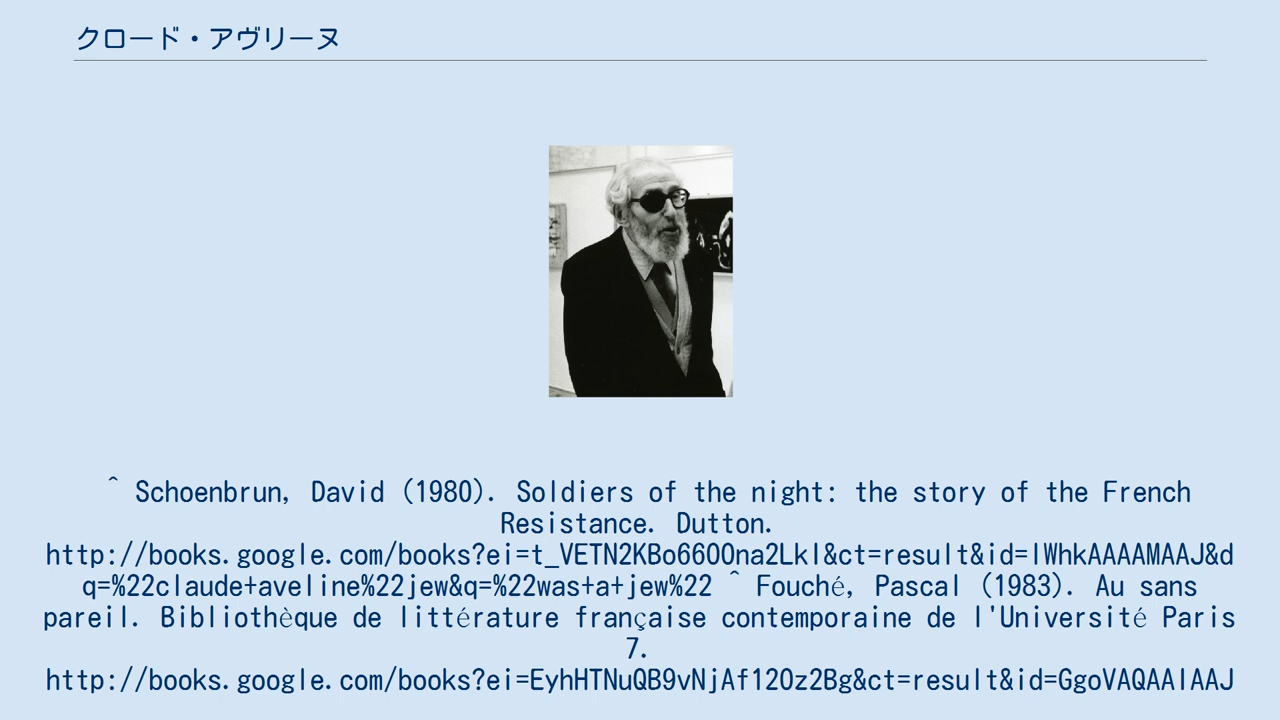 クロード・アヴリーヌ
^ Schoenbrun, David (1980). Soldiers of the night: the story of the French
Resistance. Dutton.
http://books.google.com/books?ei=t_VETN2KBo66OOna2Lkl&ct=result&id=lWhkAAAAMAAJ&d
q=%22claude+aveline%22jew&q=%22was+a+jew%22 ^ Fouché, Pascal (1983). Au sans
pareil. Bibliothèque de littérature française contemporaine de l'Université Paris
7.
http://books.google.com/books?ei=EyhHTNuQB9vNjAf12Oz2Bg&ct=result&id=GgoVAQAAIAAJ